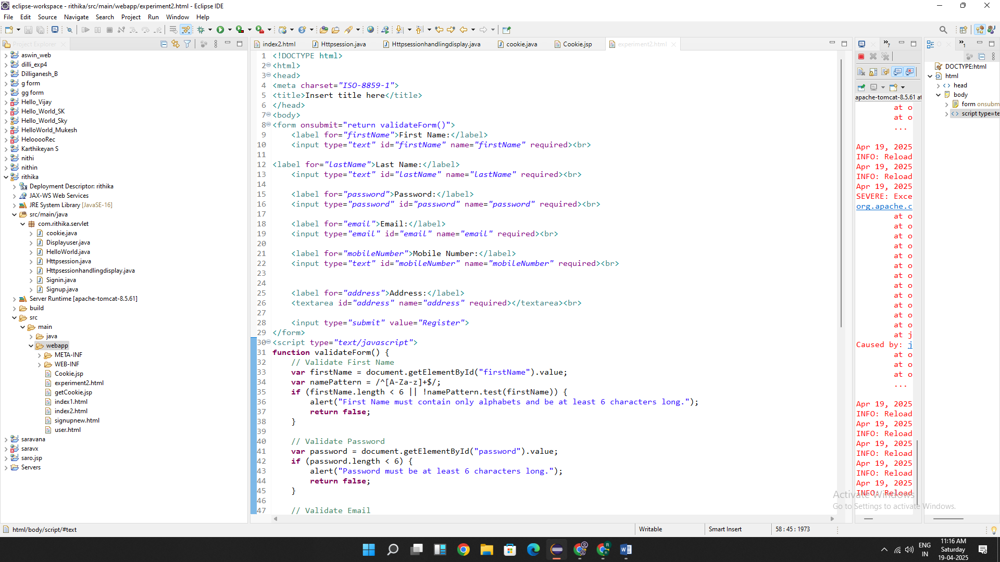 eclipse-workspace - rithika/src/main/webapp/experiment2.html - Eclipse IDE
File Edit Source Navigate Search Project Run Window Help
Project Explorer
index2.html Httpsession.java Httpsessionhandlingdisplay.java cookie.java Cookie.jsp experiment2.html
aswin_web
dilli_exp4
Dilliganesh_B
g form
gg form
Hello_Vijay
Hello_World_SK
Hello_World_Sky
HelloWorld_Mukesh
HelooooRec
Karthikeyan S
nithi
nithin
rithika
Deployment Descriptor: rithika
JAX-WS Web Services
JRE System Library [JavaSE-16]
src/main/java
com.rithika.servlet
cookie.java
Displayuser.java
HelloWorld.java
Httpsession.java
Httpsessionhandlingdisplay.java
Signin.java
Signup.java
Server Runtime [apache-tomcat-8.5.61]
build
src
main
java
webapp
META-INF
WEB-INF
Cookie.jsp
experiment2.html
getCookie.jsp
index1.html
index2.html
signupnew.html
user.html
saravana
saravx
saro.jsp
Servers
1 <!DOCTYPE html>
2 <html>
3 <head>
4 <meta charset="ISO-8859-1">
5 <title>Insert title here</title>
6 </head>
7 <body>
8 <form onsubmit="return validateForm()">
9 <label for="firstName">First Name:</label>
10 <input type="text" id="firstName" name="firstName" required><br>
11
12 <label for="lastName">Last Name:</label>
13 <input type="text" id="lastName" name="lastName" required><br>
14
15 <label for="password">Password:</label>
16 <input type="password" id="password" name="password" required><br>
17
18 <label for="email">Email:</label>
19 <input type="email" id="email" name="email" required><br>
20
21 <label for="mobileNumber">Mobile Number:</label>
22 <input type="text" id="mobileNumber" name="mobileNumber" required><br>
23
24
25 <label for="address">Address:</label>
26 <textarea id="address" name="address" required></textarea><br>
27
28 <input type="submit" value="Register">
29 </form>
30 <script type="text/javascript">
31 function validateForm() {
32 // Validate First Name
33 var firstName = document.getElementById("firstName").value;
34 var namePattern = /^[A-Za-z]+$/;
35 if (firstName.length < 6 || !namePattern.test(firstName)) {
36 alert("First Name must contain only alphabets and be at least 6 characters long.");
37 return false;
38 }
39
40 // Validate Password
41 var password = document.getElementById("password").value;
42 if (password.length < 6) {
43 alert("Password must be at least 6 characters long.");
44 return false;
45 }
46
47 // Validate Email
»7
apache-tomcat-8.5.61 at
at o
at o
...
Apr 19, 2025
INFO: Reload
Apr 19, 2025
INFO: Reload
Apr 19, 2025
SEVERE: Exce
org.apache.c
at o
at o
at o
at o
at o
at o
at o
at o
at o
at o
at o
at o
at j
Caused by: j
at o
at o
at o
...
Apr 19, 2025
INFO: Reload
Apr 19, 2025
INFO: Reload
Apr 19, 2025
INFO: Reload
Apr 19, 2025
INFO: Reload
Apr 19, 2025
INFO: Reload
»1
DOCTYPE:html
html
head
body
form onsubm
script type=te
Activate Windows
Go to Settings to activate Windows.
html/body/script/#text Writable Smart Insert 58 : 45 : 1973
ENG
IN
11:16 AM
Saturday
19-04-2025